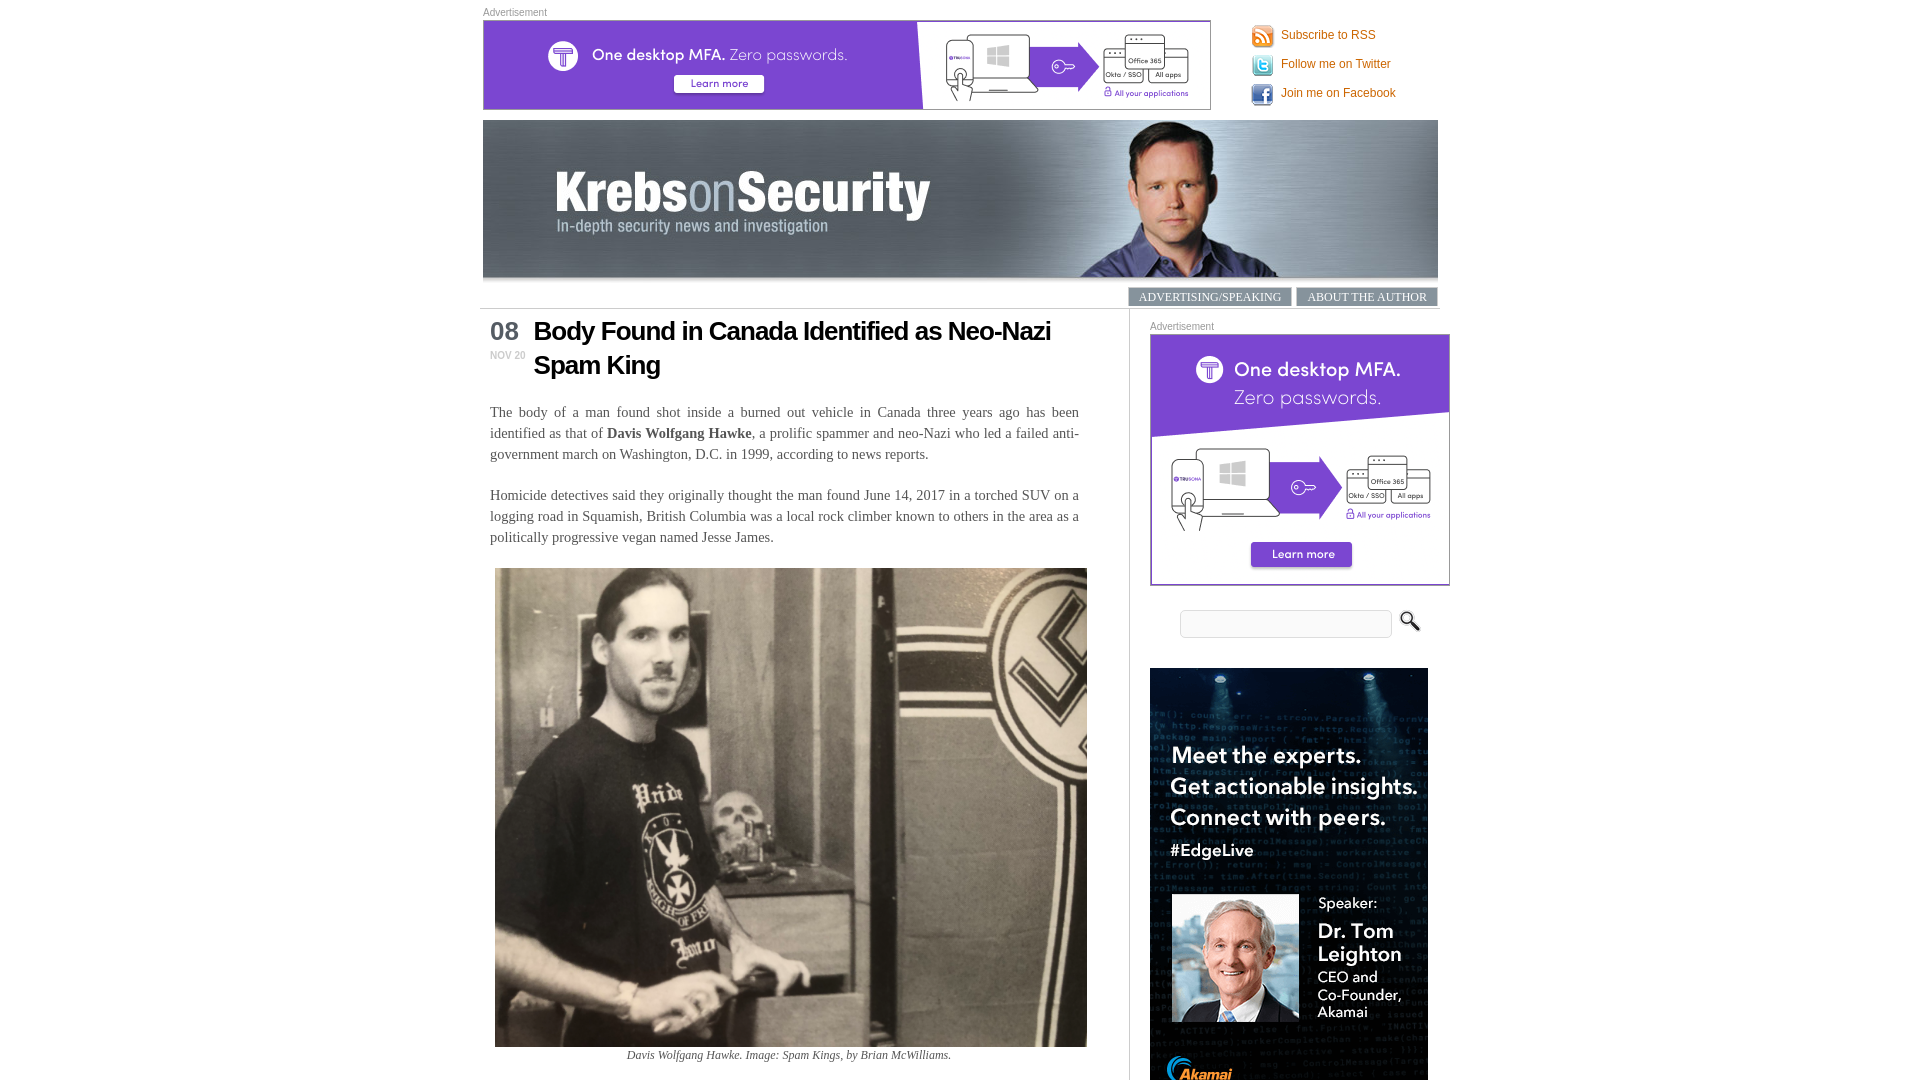 Advertisement
One desktop MFA. Zero passwords.
Learn more
TRUSONA
Office 365
Okta / SSO
All apps
All your applications
Subscribe to RSS
Follow me on Twitter
Join me on Facebook
KrebsonSecurity
In-depth security news and investigation
ADVERTISING/SPEAKING
ABOUT THE AUTHOR
08
NOV 20
Body Found in Canada Identified as Neo-Nazi
Spam King
The body of a man found shot inside a burned out vehicle in Canada three years ago has been
identified as that of Davis Wolfgang Hawke, a prolific spammer and neo-Nazi who led a failed anti-
government march on Washington, D.C. in 1999, according to news reports.
Homicide detectives said they originally thought the man found June 14, 2017 in a torched SUV on a
logging road in Squamish, British Columbia was a local rock climber known to others in the area as a
politically progressive vegan named Jesse James.
Pride
Davis Wolfgang Hawke. Image: Spam Kings, by Brian McWilliams.
Advertisement
One desktop MFA.
Zero passwords.
TRUSONA
Office 365
Okta / SSO
All apps
All your applications
Learn more
Meet the experts.
Get actionable insights.
Connect with peers.
#EdgeLive
Speaker:
Dr. Tom
Leighton
CEO and
Co-Founder,
Akamai
Akamai